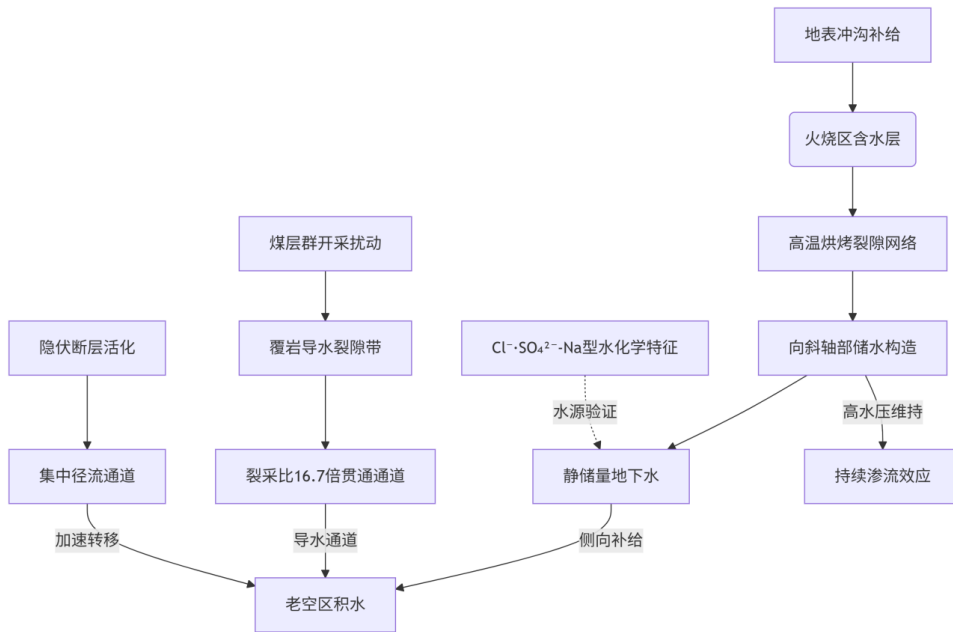 地表冲沟补给
火烧区含水层
煤层群开采扰动
高温烘烤裂隙网络
隐伏断层活化
覆岩导水裂隙带
Cl⁻·SO₄²⁻-Na型水化学特征
向斜轴部储水构造
水源验证
高水压维持
集中径流通道
裂采比16.7倍贯通通道
静储量地下水
持续渗流效应
加速转移
导水通道
侧向补给
老空区积水